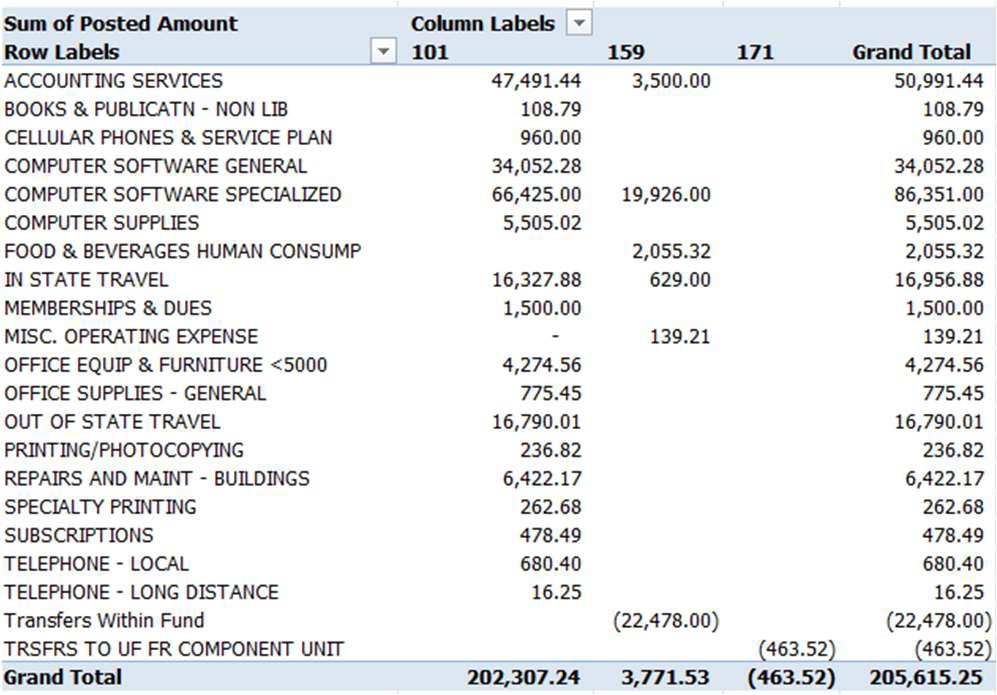 Sum of Posted Amount Column Labels
Row Labels 101 159 171 Grand Total
ACCOUNTING SERVICES 47,491.44 3,500.00 50,991.44
BOOKS & PUBLICATN - NON LIB 108.79 108.79
CELLULAR PHONES & SERVICE PLAN 960.00 960.00
COMPUTER SOFTWARE GENERAL 34,052.28 34,052.28
COMPUTER SOFTWARE SPECIALIZED 66,425.00 19,926.00 86,351.00
COMPUTER SUPPLIES 5,505.02 5,505.02
FOOD & BEVERAGES HUMAN CONSUMP 2,055.32 2,055.32
IN STATE TRAVEL 16,327.88 629.00 16,956.88
MEMBERSHIPS & DUES 1,500.00 1,500.00
MISC. OPERATING EXPENSE - 139.21 139.21
OFFICE EQUIP & FURNITURE <5000 4,274.56 4,274.56
OFFICE SUPPLIES - GENERAL 775.45 775.45
OUT OF STATE TRAVEL 16,790.01 16,790.01
PRINTING/PHOTOCOPYING 236.82 236.82
REPAIRS AND MAINT - BUILDINGS 6,422.17 6,422.17
SPECIALTY PRINTING 262.68 262.68
SUBSCRIPTIONS 478.49 478.49
TELEPHONE - LOCAL 680.40 680.40
TELEPHONE - LONG DISTANCE 16.25 16.25
Transfers Within Fund (22,478.00) (22,478.00)
TRSFRS TO UF FR COMPONENT UNIT (463.52) (463.52)
Grand Total 202,307.24 3,771.53 (463.52) 205,615.25